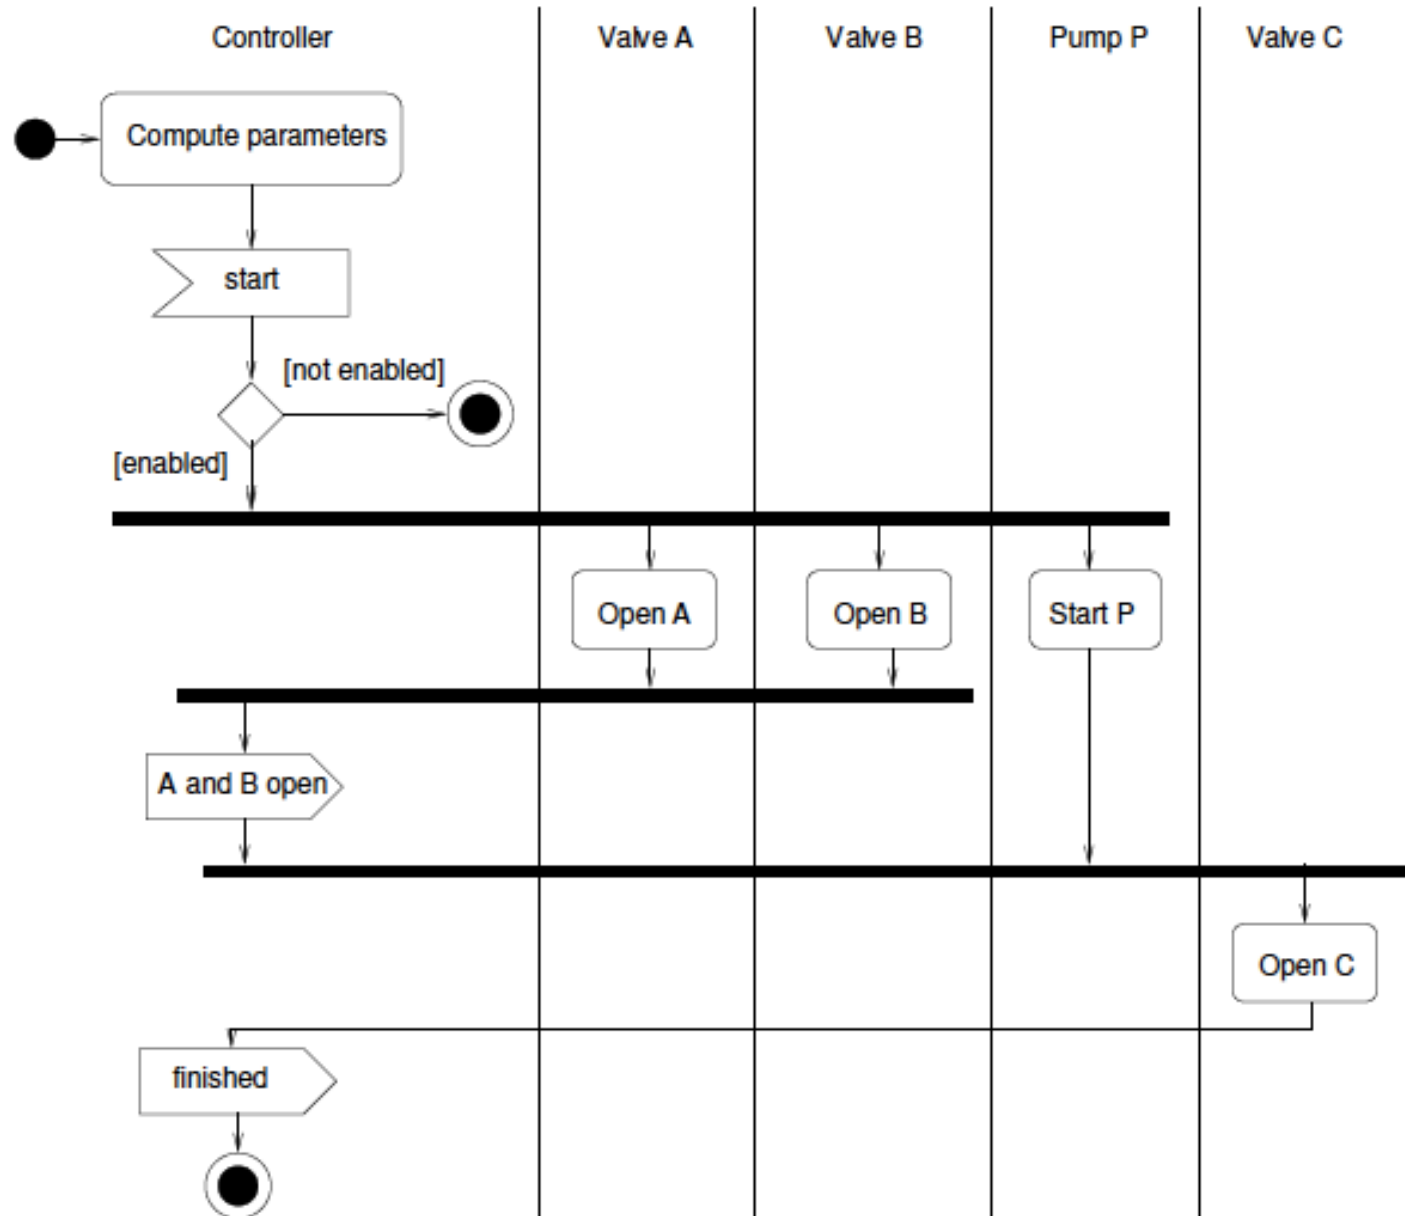 Controller
Valve A
Valve B
Pump P
Valve C
Compute parameters
start
[not enabled]
[enabled]
Open A
Open B
Start P
A and B open
Open C
finished